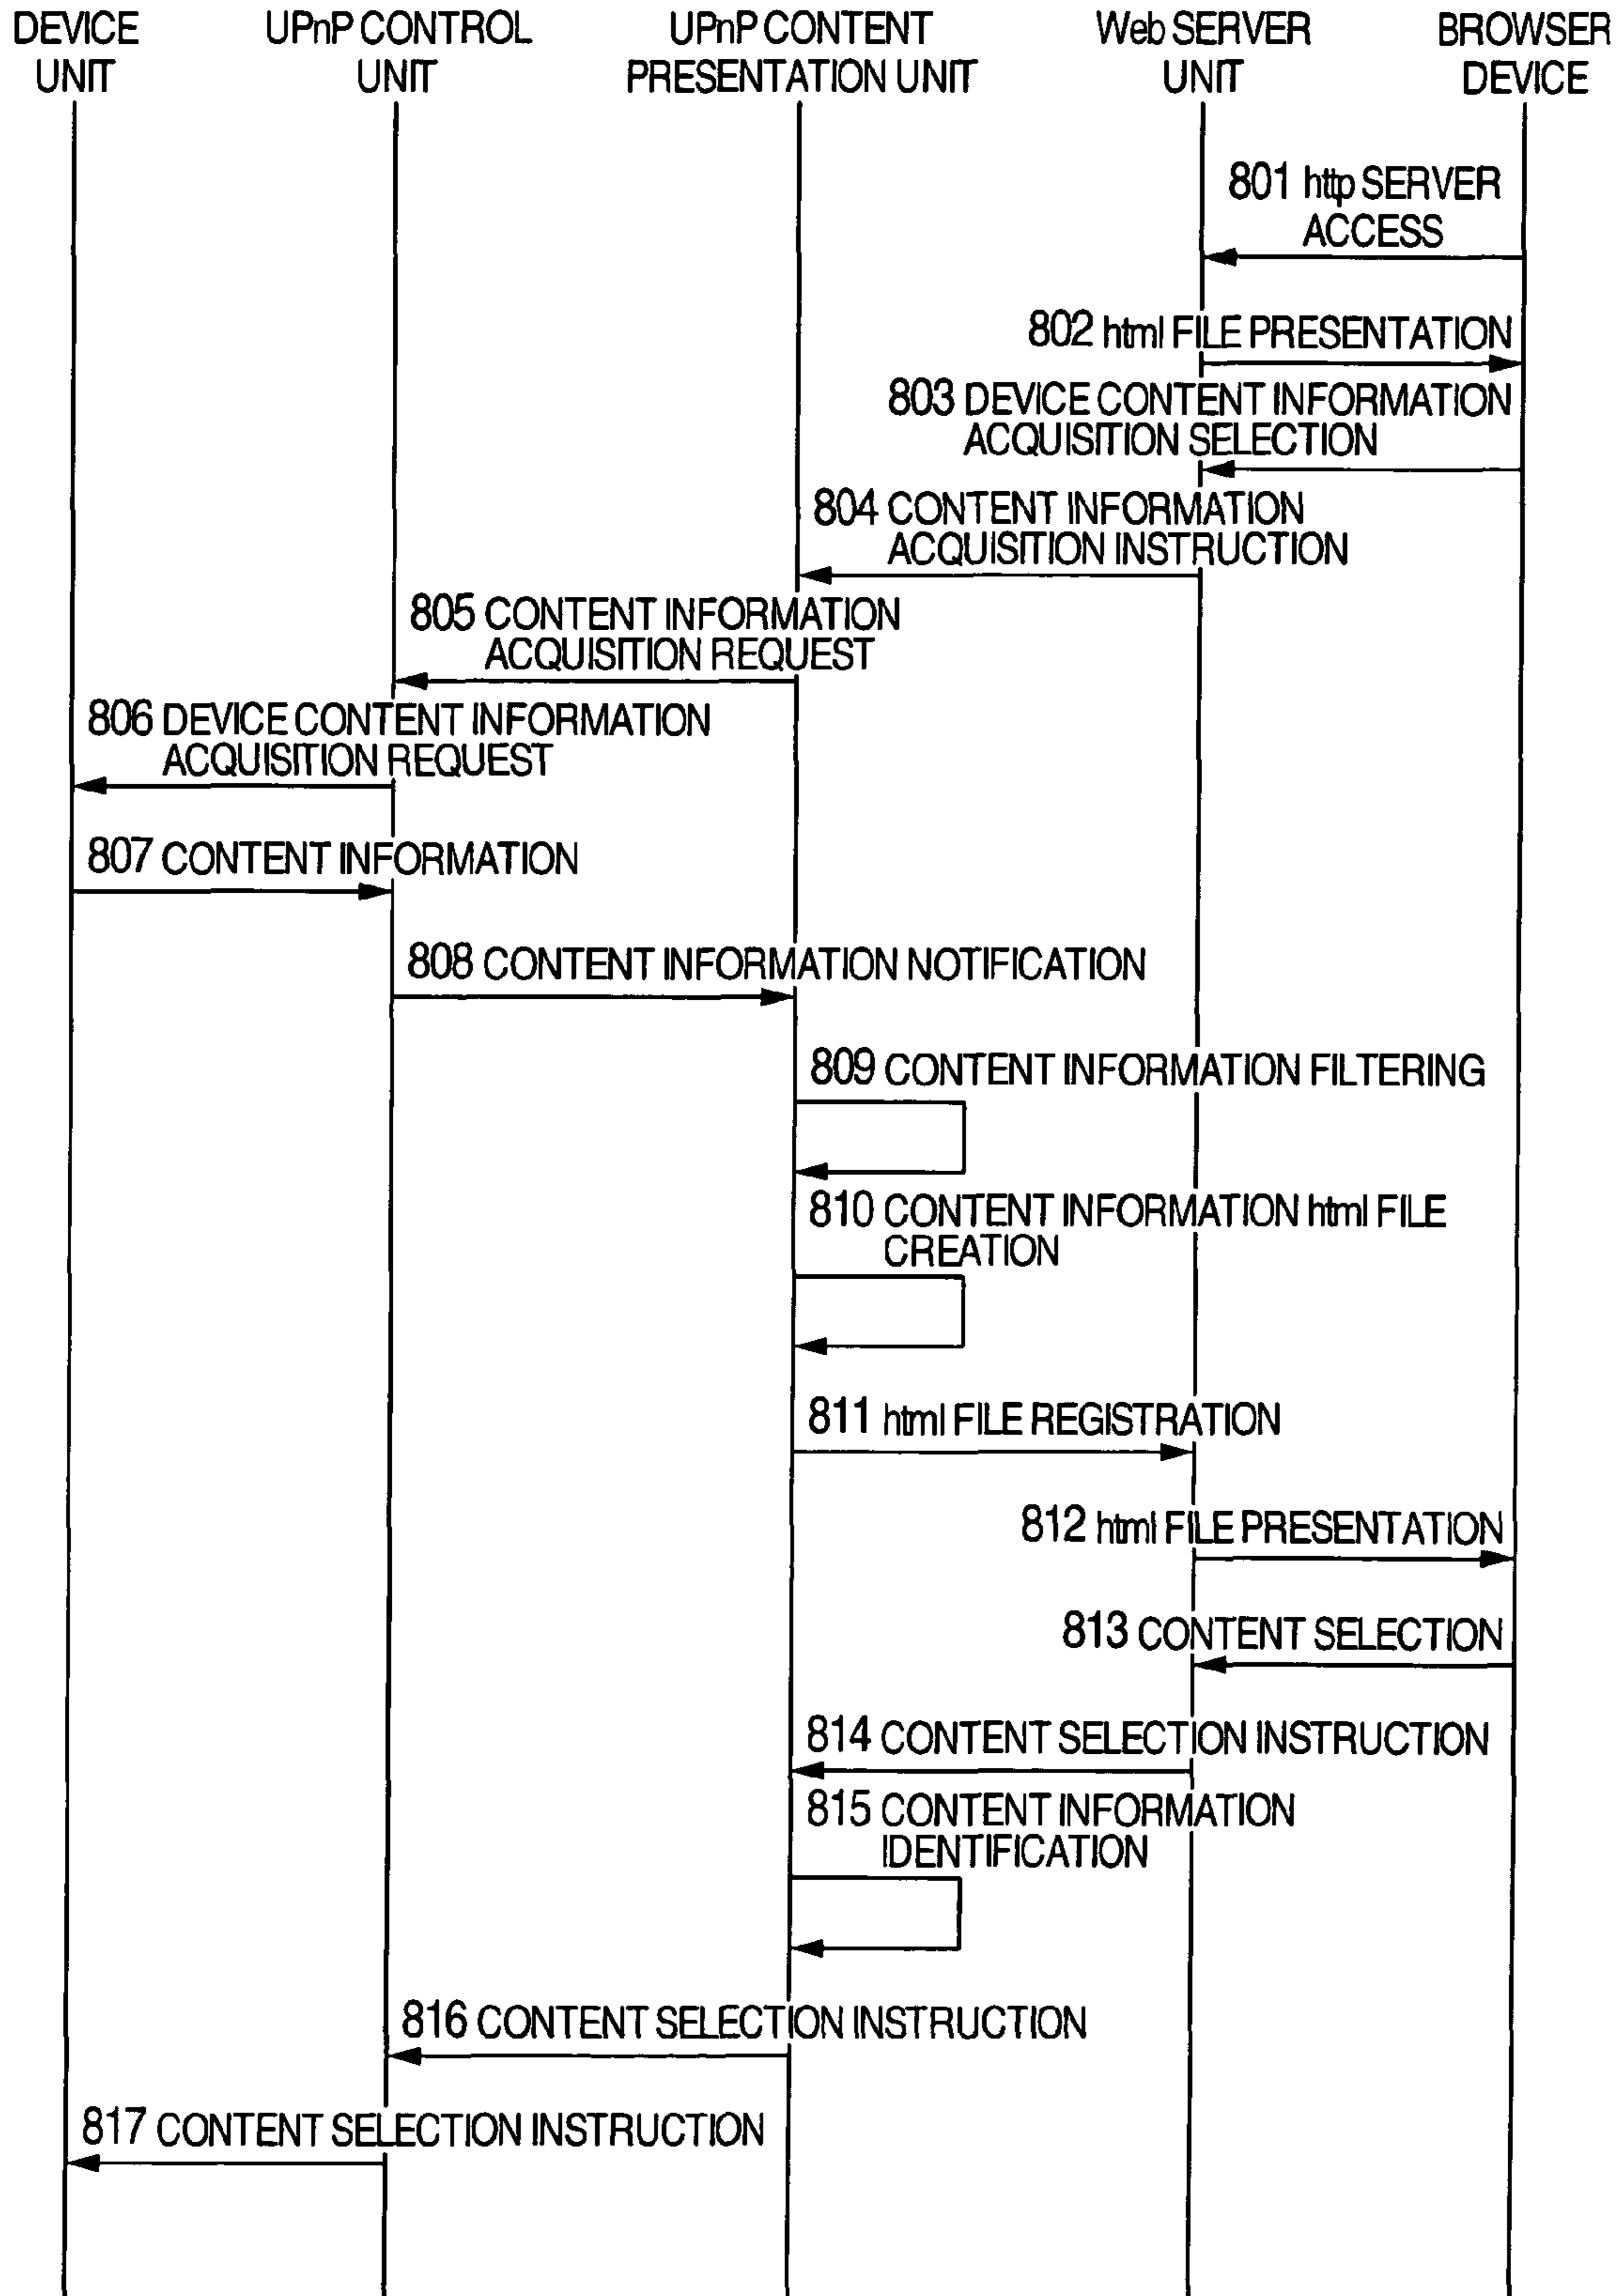 DEVICE
UNIT
UPnP CONTROL
UNIT
UPnP CONTENT
PRESENTATION UNIT
Web SERVER
UNIT
BROWSER
DEVICE
801 http SERVER
ACCESS
802 html FILE PRESENTATION
803 DEVICE CONTENT INFORMATION
ACQUISITION SELECTION
804 CONTENT INFORMATION
ACQUISITION INSTRUCTION
805 CONTENT INFORMATION
ACQUISITION REQUEST
806 DEVICE CONTENT INFORMATION
ACQUISITION REQUEST
807 CONTENT INFORMATION
808 CONTENT INFORMATION NOTIFICATION
809 CONTENT INFORMATION FILTERING
810 CONTENT INFORMATION html FILE
CREATION
811 html FILE REGISTRATION
812 html FILE PRESENTATION
813 CONTENT SELECTION
814 CONTENT SELECTION INSTRUCTION
815 CONTENT INFORMATION
IDENTIFICATION
816 CONTENT SELECTION INSTRUCTION
817 CONTENT SELECTION INSTRUCTION